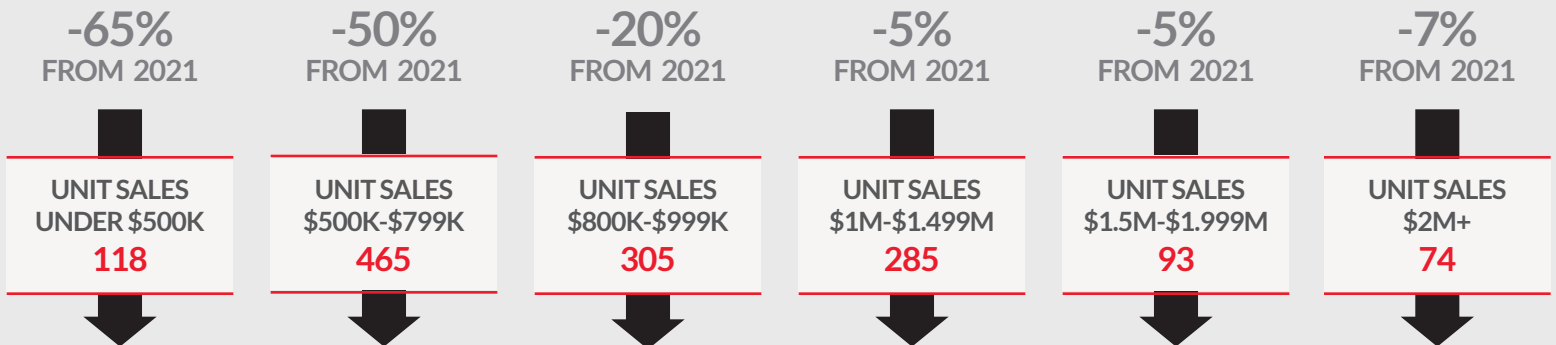 -65%
FROM 2021
UNIT SALES
UNDER $500K
118
-50%
FROM 2021
UNIT SALES
$500K-$799K
465
-20%
FROM 2021
UNIT SALES
$800K-$999K
305
-5%
FROM 2021
UNIT SALES
$1M-$1.499M
285
-5%
FROM 2021
UNIT SALES
$1.5M-$1.999M
93
-7%
FROM 2021
UNIT SALES
$2M+
74